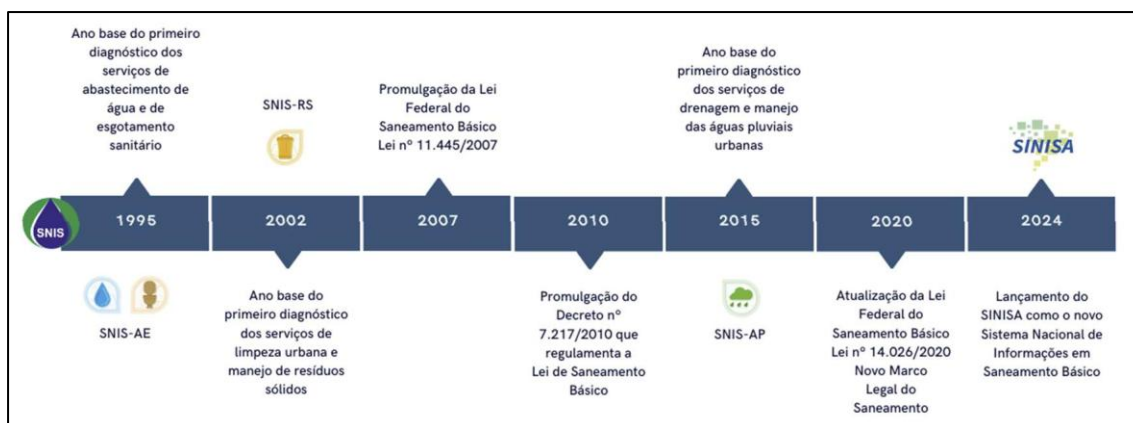 Ano base do primeiro
diagnóstico dos
serviços de
abastecimento de
água e de
esgotamento
sanitário
SNIS-RS
Promulgação da Lei
Federal do
Saneamento Básico
Lei nº 11.445/2007
Ano base do
primeiro diagnóstico
dos serviços de
drenagem e manejo
das águas pluviais
urbanas
SINISA
SNIS
1995
2002
2007
2010
2015
2020
2024
SNIS-AE
Ano base do
primeiro diagnóstico
dos serviços de
limpeza urbana e
manejo de resíduos
sólidos
Promulgação do
Decreto nº
7.217/2010 que
regulamenta a
Lei de Saneamento
Básico
SNIS-AP
Atualização da Lei
Federal do
Saneamento Básico
Lei nº 14.026/2020
Novo Marco
Legal do
Saneamento
Lançamento do
SINISA como o novo
Sistema Nacional de
Informações em
Saneamento Básico